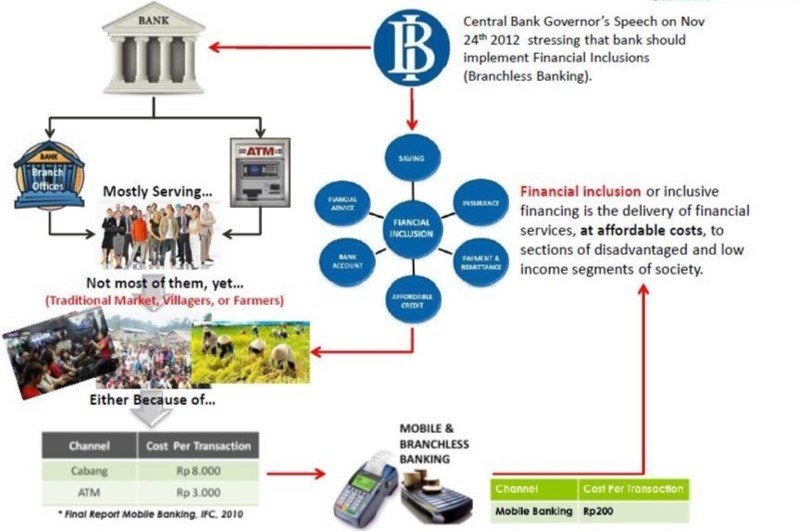 BANK
Central Bank Governor's Speech on Nov
24th 2012 stressing that bank should
implement Financial Inclusions
(Branchless Banking).
BANK
Branch
Offices
ATM
Mostly Serving...
SAVING
FIANCIAL
ADVICE
INSURANCE
FIANCIAL
INCLUSION
BANK
ACCOUNT
PAYMENT &
REMITTANCE
AFFORDABLE
CREDIT
Financial inclusion or inclusive
financing is the delivery of financial
services, at affordable costs, to
sections of disadvantaged and low
income segments of society.
Not most of them, yet...
(Traditional Market, Villagers, or Farmers)
Either Because of...
Channel Cost Per Transaction
Cabang Rp 8.000
ATM Rp 3.000
* Final Report Mobile Banking, IFC, 2010
MOBILE &
BRANCHLESS
BANKING
Channel Cost Per Transaction
Mobile Banking Rp200